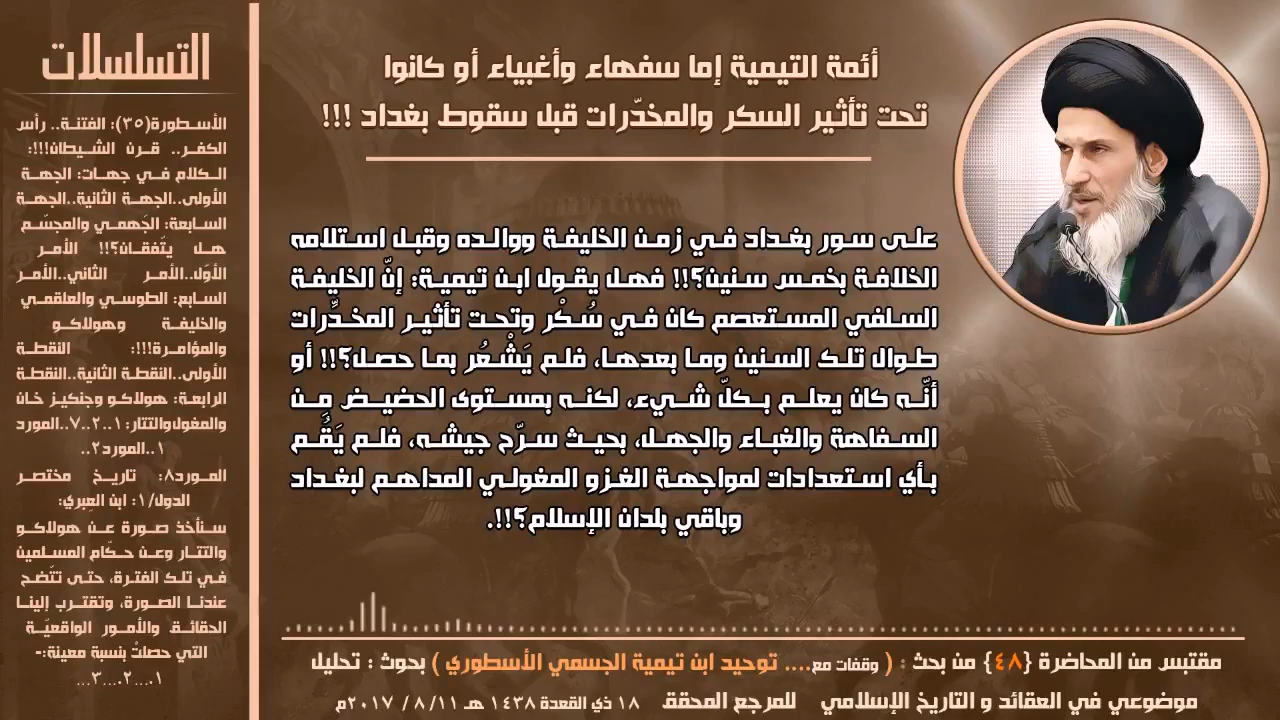 أئمة التيمية إما سفهاء وأغبياء أو كانوا
تحت تأثير السكر والمخدّرات قبل سقوط بغداد !!!
على سور بغداد في زمن الخليفة ووالده وقبل استلامه
الخلافة بخمس سنين؟!! فهل يقول ابن تيمية: إنّ الخليفة
السلفي المستعصم كان في سُكْر وتحت تأثير المخدِّرات
طوال تلك السنين وما بعدها، فلم يَشْعُر بما حصل؟!! أو
أنّه كان يعلم بكلّ شيء، لكنه بمستوى الحضيض من
السفاهة والغباء والجهل، بحيث سرّح جيشه، فلم يَقُم
بأي استعدادات لمواجهة الغزو المغولي المداهم لبغداد
وباقي بلدان الإسلام؟!!.
التسلسلات
الأسطورة(٣٥): الفتنة.. رأس
الكفر.. قرن الشيطان!!!:
الكلام في جهات: الجهة
الأولى..الجهة الثانية..الجهة
السابعة: الجَهمي والمجسّم
هل يتّفقان؟!! الأمر
الأوّل..الأمر الثاني..الأمر
السابع: الطوسي والعلقمي
والخليفة وهولاكو
والمؤامرة!!!: النقطة
الأولى..النقطة الثانية..النقطة
الرابعة: هولاكو وجنكيز خان
والمغول والتتار: ١..٢..٧..المورد
١..المورد٢..
المورد٨: تاريخ مختصر
الدول/١: ابن العِبري:
سنأخذ صورة عن هولاكو
والتتار وعن حكّام المسلمين
في تلك الفترة، حتى تتّضح
عندنا الصورة، وتقترب إلينا
الحقائق والأمور الواقعيّة
التي حصلتْ بنسبة معينة:-
٠١...٠٢...٣...
مقتبس من المحاضرة {٤٨} من بحث : ( وقفات مع.... توحيد ابن تيمية الجسمي الأسطوري ) بحوث : تحليل
موضوعي في العقائد و التاريخ الإسلامي للمرجع المحقق ١٨ ذي القعدة ١٤٣٨ هـ ١١ / ٨ / ٢٠١٧م